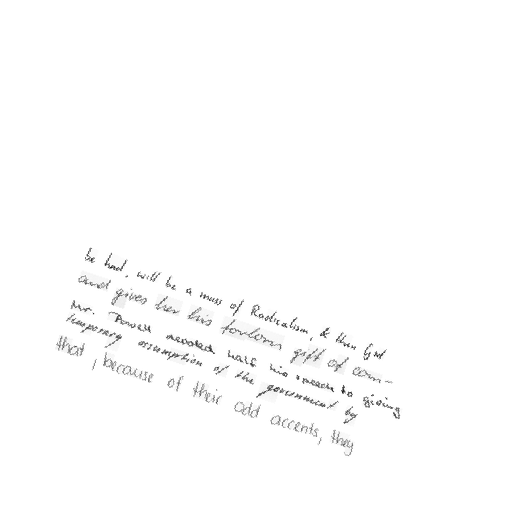 be had, will be a mass of Radicalism, & then God
and gives her his forlorn gift of com-
Mr. Powell devoted half his speech to giving
temporary assumption of the government by
that, because of their odd accents, they